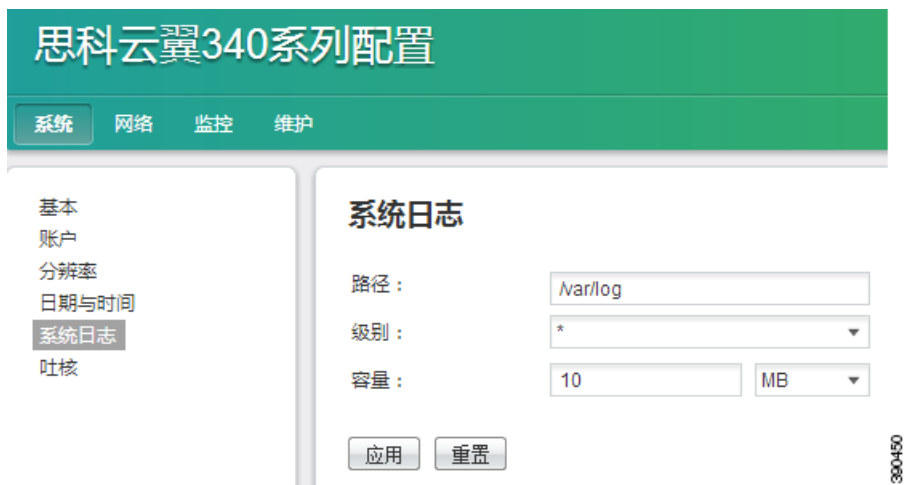 思科云翼340系列配置
系统 网络 监控 维护
基本
账户
分辨率
日期与时间
系统日志
吐核
系统日志
路径： /var/log
级别： *
容量： 10 MB
应用 重置
390450